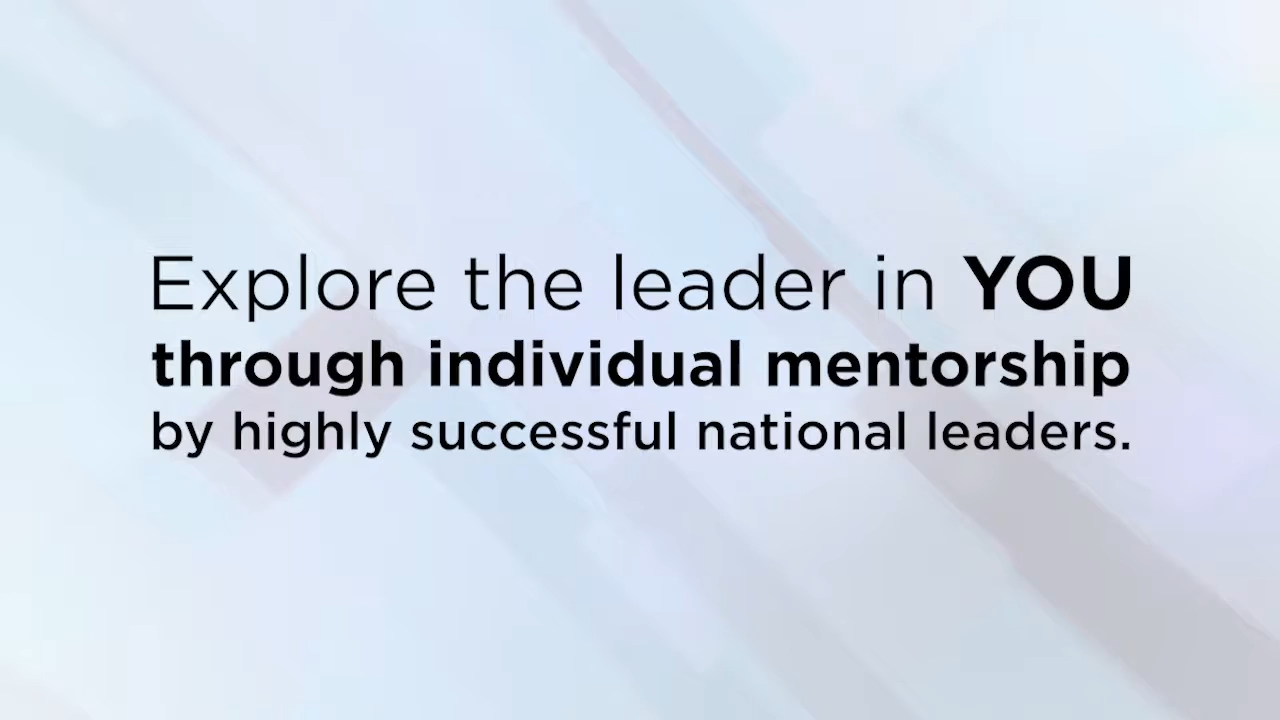 Explore the leader in YOU
through individual mentorship
by highly successful national leaders.